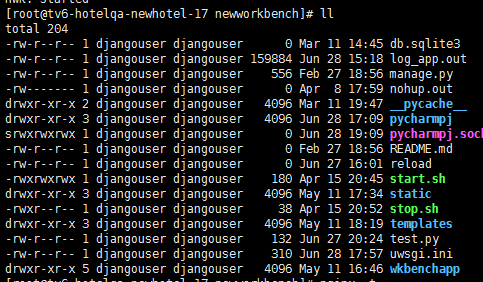 nwk: started
[root@tv6-hotelqa-newhotel-17 newworkbench]# ll
total 204
-rw-r--r-- 1 djangouser djangouser 0 Mar 11 14:45 db.sqlite3
-rw-r--r-- 1 djangouser djangouser 159884 Jun 28 15:18 log_app.out
-rw-r--r-- 1 djangouser djangouser 556 Feb 27 18:56 manage.py
-rw------- 1 djangouser djangouser 0 Apr 8 17:59 nohup.out
drwxr-xr-x 2 djangouser djangouser 4096 Mar 11 19:47 __pycache__
drwxr-xr-x 3 djangouser djangouser 4096 Jun 28 17:09 pycharmpj
srwxrwxrwx 1 djangouser djangouser 0 Jun 28 19:09 pycharmpj.sock
-rw-r--r-- 1 djangouser djangouser 0 Feb 27 18:56 README.md
-rw-r--r-- 1 djangouser djangouser 0 Jun 27 16:01 reload
-rwxrwxrwx 1 djangouser djangouser 180 Apr 15 20:45 start.sh
drwxr-xr-x 3 djangouser djangouser 4096 May 11 17:34 static
-rwxr-xr-x 1 djangouser djangouser 38 Apr 15 20:52 stop.sh
drwxr-xr-x 3 djangouser djangouser 4096 May 11 18:19 templates
-rw-r--r-- 1 djangouser djangouser 132 Jun 27 20:24 test.py
-rw-r--r-- 1 djangouser djangouser 310 Jun 28 17:57 uwsgi.ini
drwxr-xr-x 5 djangouser djangouser 4096 May 11 16:46 wkbenchapp
[root@tv6-hotelqa-newhotel-17 newworkbench]#